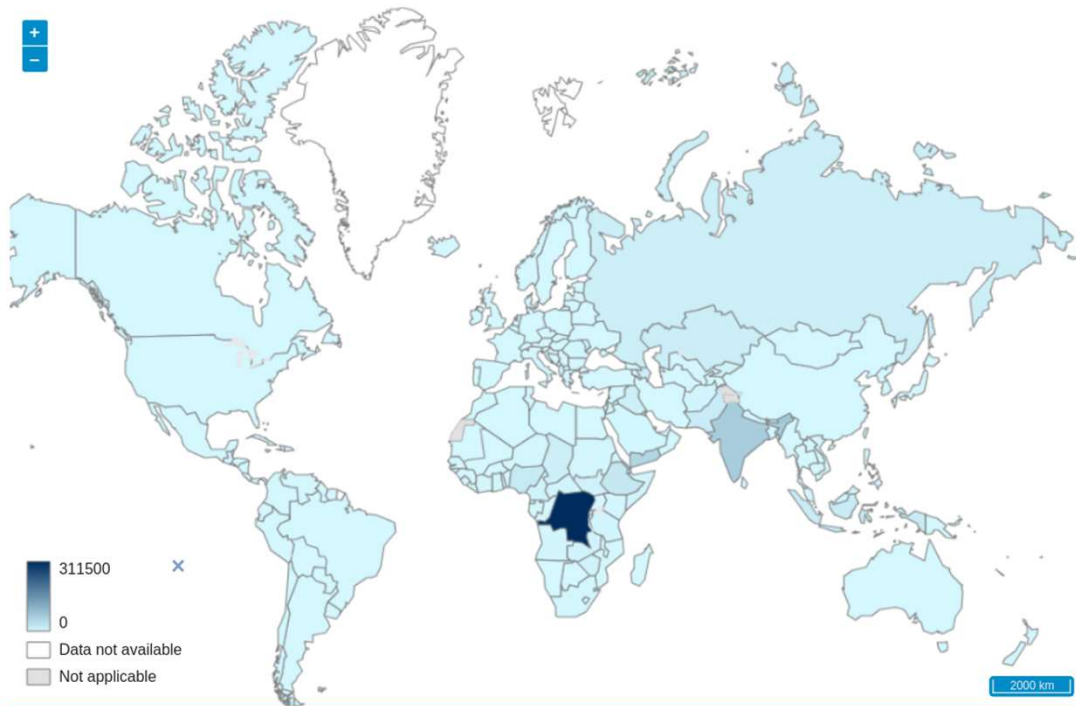 +
−
311500
0
Data not available
Not applicable
2000 km